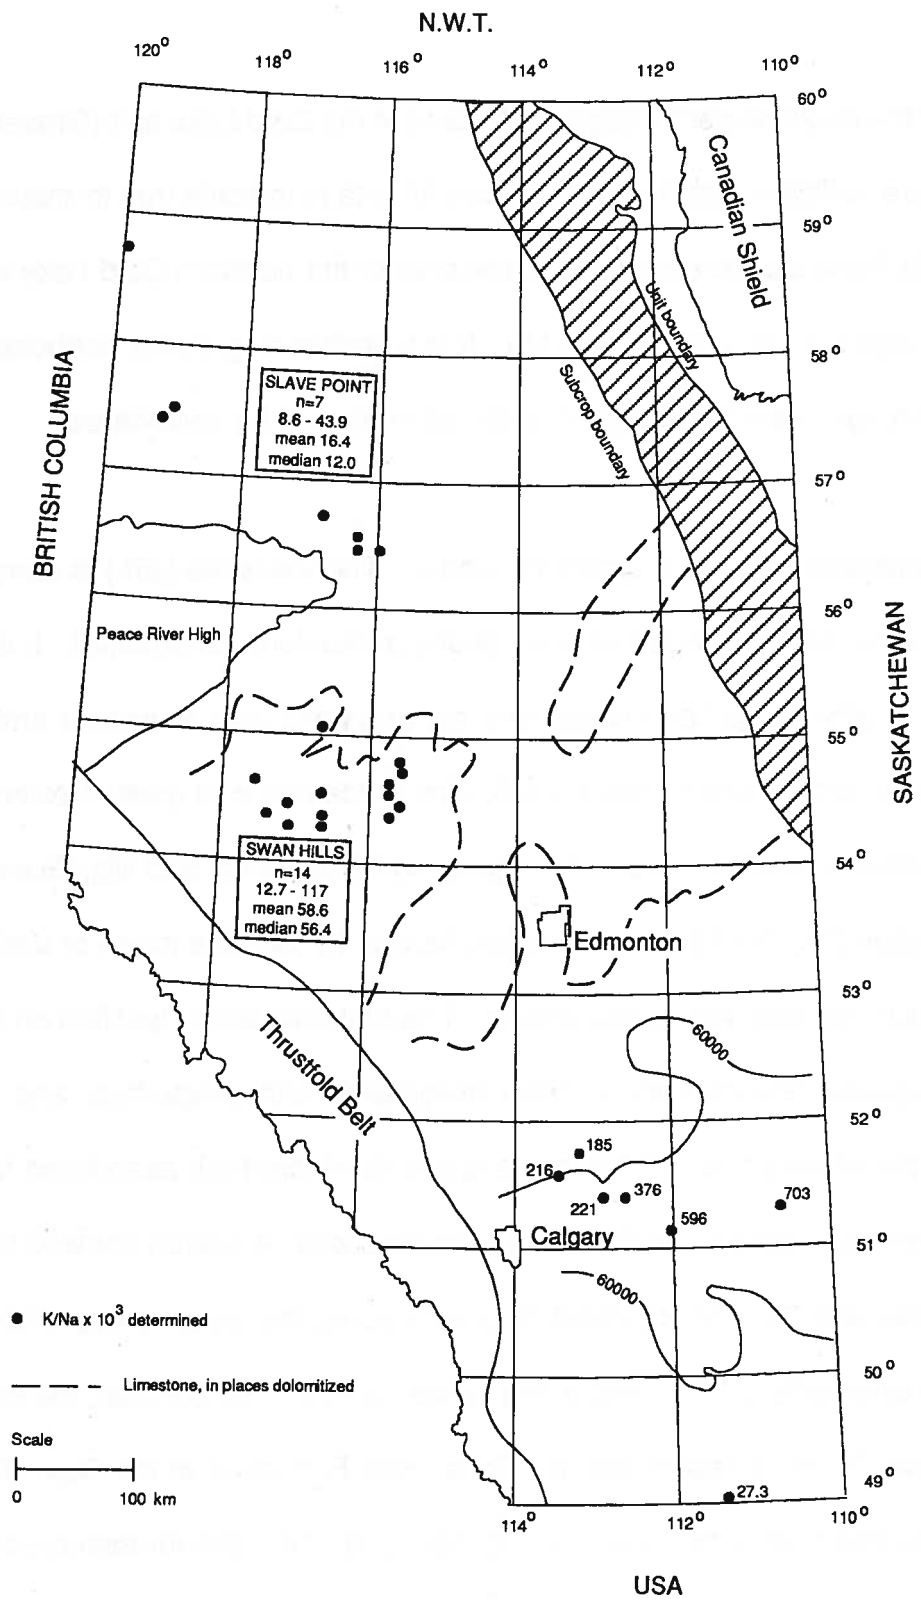 N.W.T.
120° 118° 116° 114° 112° 110°
60°
Canadian Shield
59°
Unit boundary
58°
BRITISH COLUMBIA
SLAVE POINT
n=7
8.6 - 43.9
mean 16.4
median 12.0
Subcrop boundary
57°
56°
Peace River High
SASKATCHEWAN
55°
54°
SWAN HILLS
n=14
12.7 - 117
mean 58.6
median 56.4
Edmonton
53°
Thrustfold Belt
60000
52°
185
216
221
376
703
596
Calgary
51°
60000
K/Na x 10³ determined
50°
Limestone, in places dolomitized
Scale
0 100 km
49°
27.3
114° 112° 110°
USA